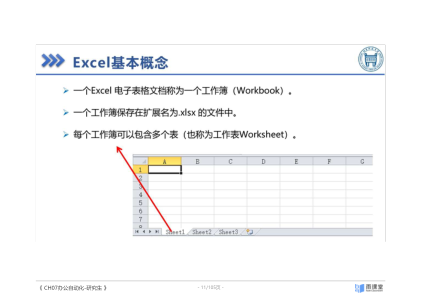 Excel基本概念
一个Excel 电子表格文档称为一个工作簿（Workbook）。
一个工作簿保存在扩展名为.xlsx 的文件中。
每个工作簿可以包含多个表（也称为工作表Worksheet）。
A B C D E F G
1
2
3
4
5
6
7
8
Sheet1 Sheet2 Sheet3
《 CH07办公自动化-研究生 》
雨课堂